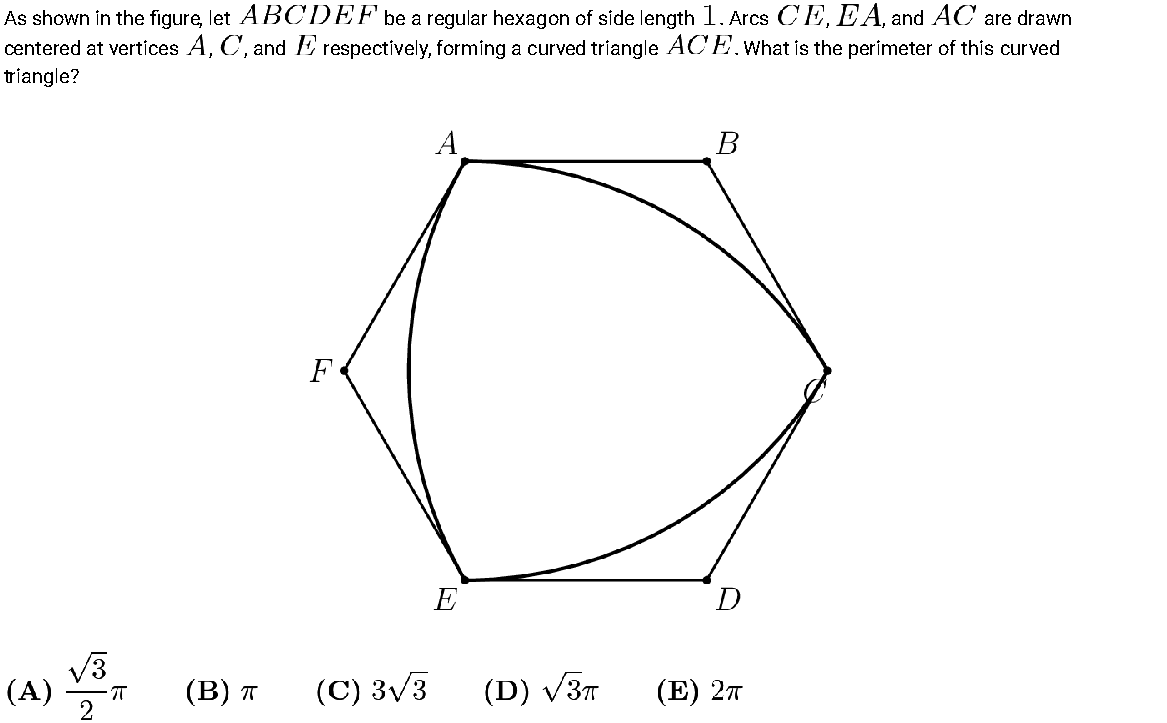 As shown in the figure, let ABCDEF be a regular hexagon of side length 1. Arcs CE, EA, and AC are drawn
centered at vertices A, C, and E respectively, forming a curved triangle ACE. What is the perimeter of this curved
triangle?
A B
F C
E D
(A) √3/2 π (B) π (C) 3√3 (D) √3π (E) 2π